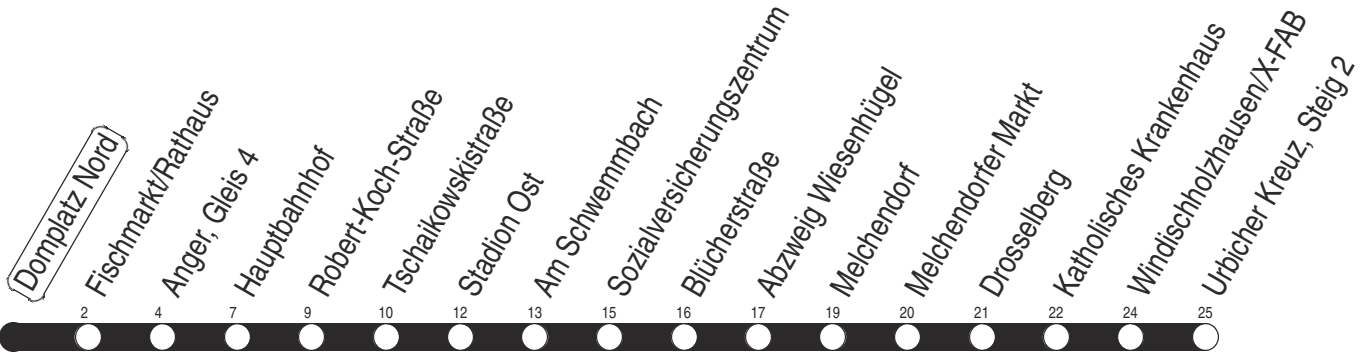 Domplatz Nord
Fischmarkt/Rathaus
Anger, Gleis 4
Hauptbahnhof
Robert-Koch-Straße
Tschaikowskistraße
Stadion Ost
Am Schwemmbach
Sozialversicherungszentrum
Blücherstraße
Abzweig Wiesenhügel
Melchendorf
Melchendorfer Markt
Drosselberg
Katholisches Krankenhaus
Windischholzhausen/X-FAB
Urbicher Kreuz, Steig 2
2 4 7 9 10 12 13 15 16 17 19 20 21 22 24 25